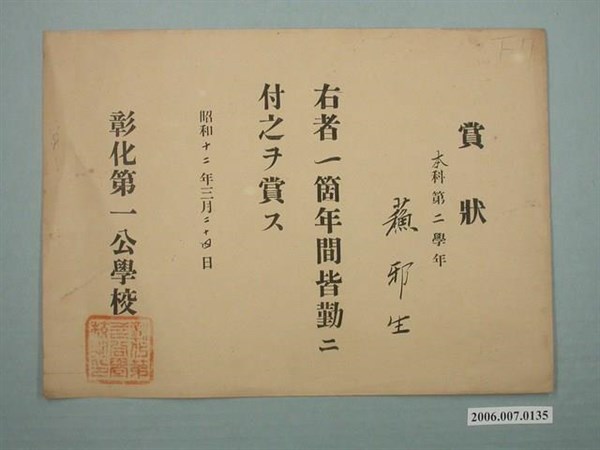 賞狀
本科第二學年
邪生
右者一箇年間皆勤ニ
付之ヲ賞ス
昭和十二年三月二十四日
彰化第一公學校
2006.007.0135